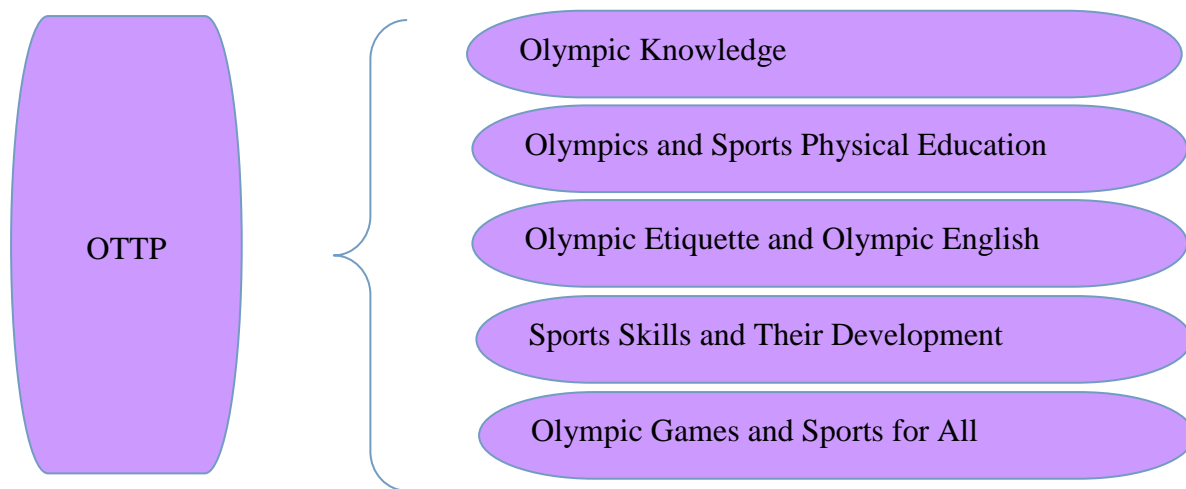 OTTP
Olympic Knowledge
Olympics and Sports Physical Education
Olympic Etiquette and Olympic English
Sports Skills and Their Development
Olympic Games and Sports for All